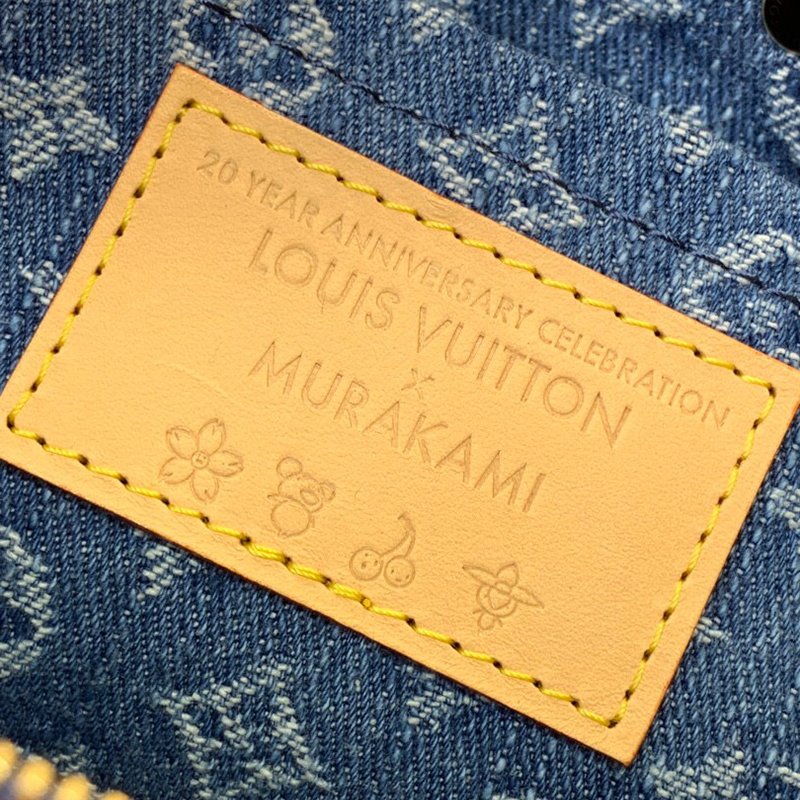 20 YEAR ANNIVERSARY CELEBRATION
LOUIS VUITTON
×
MURAKAMI